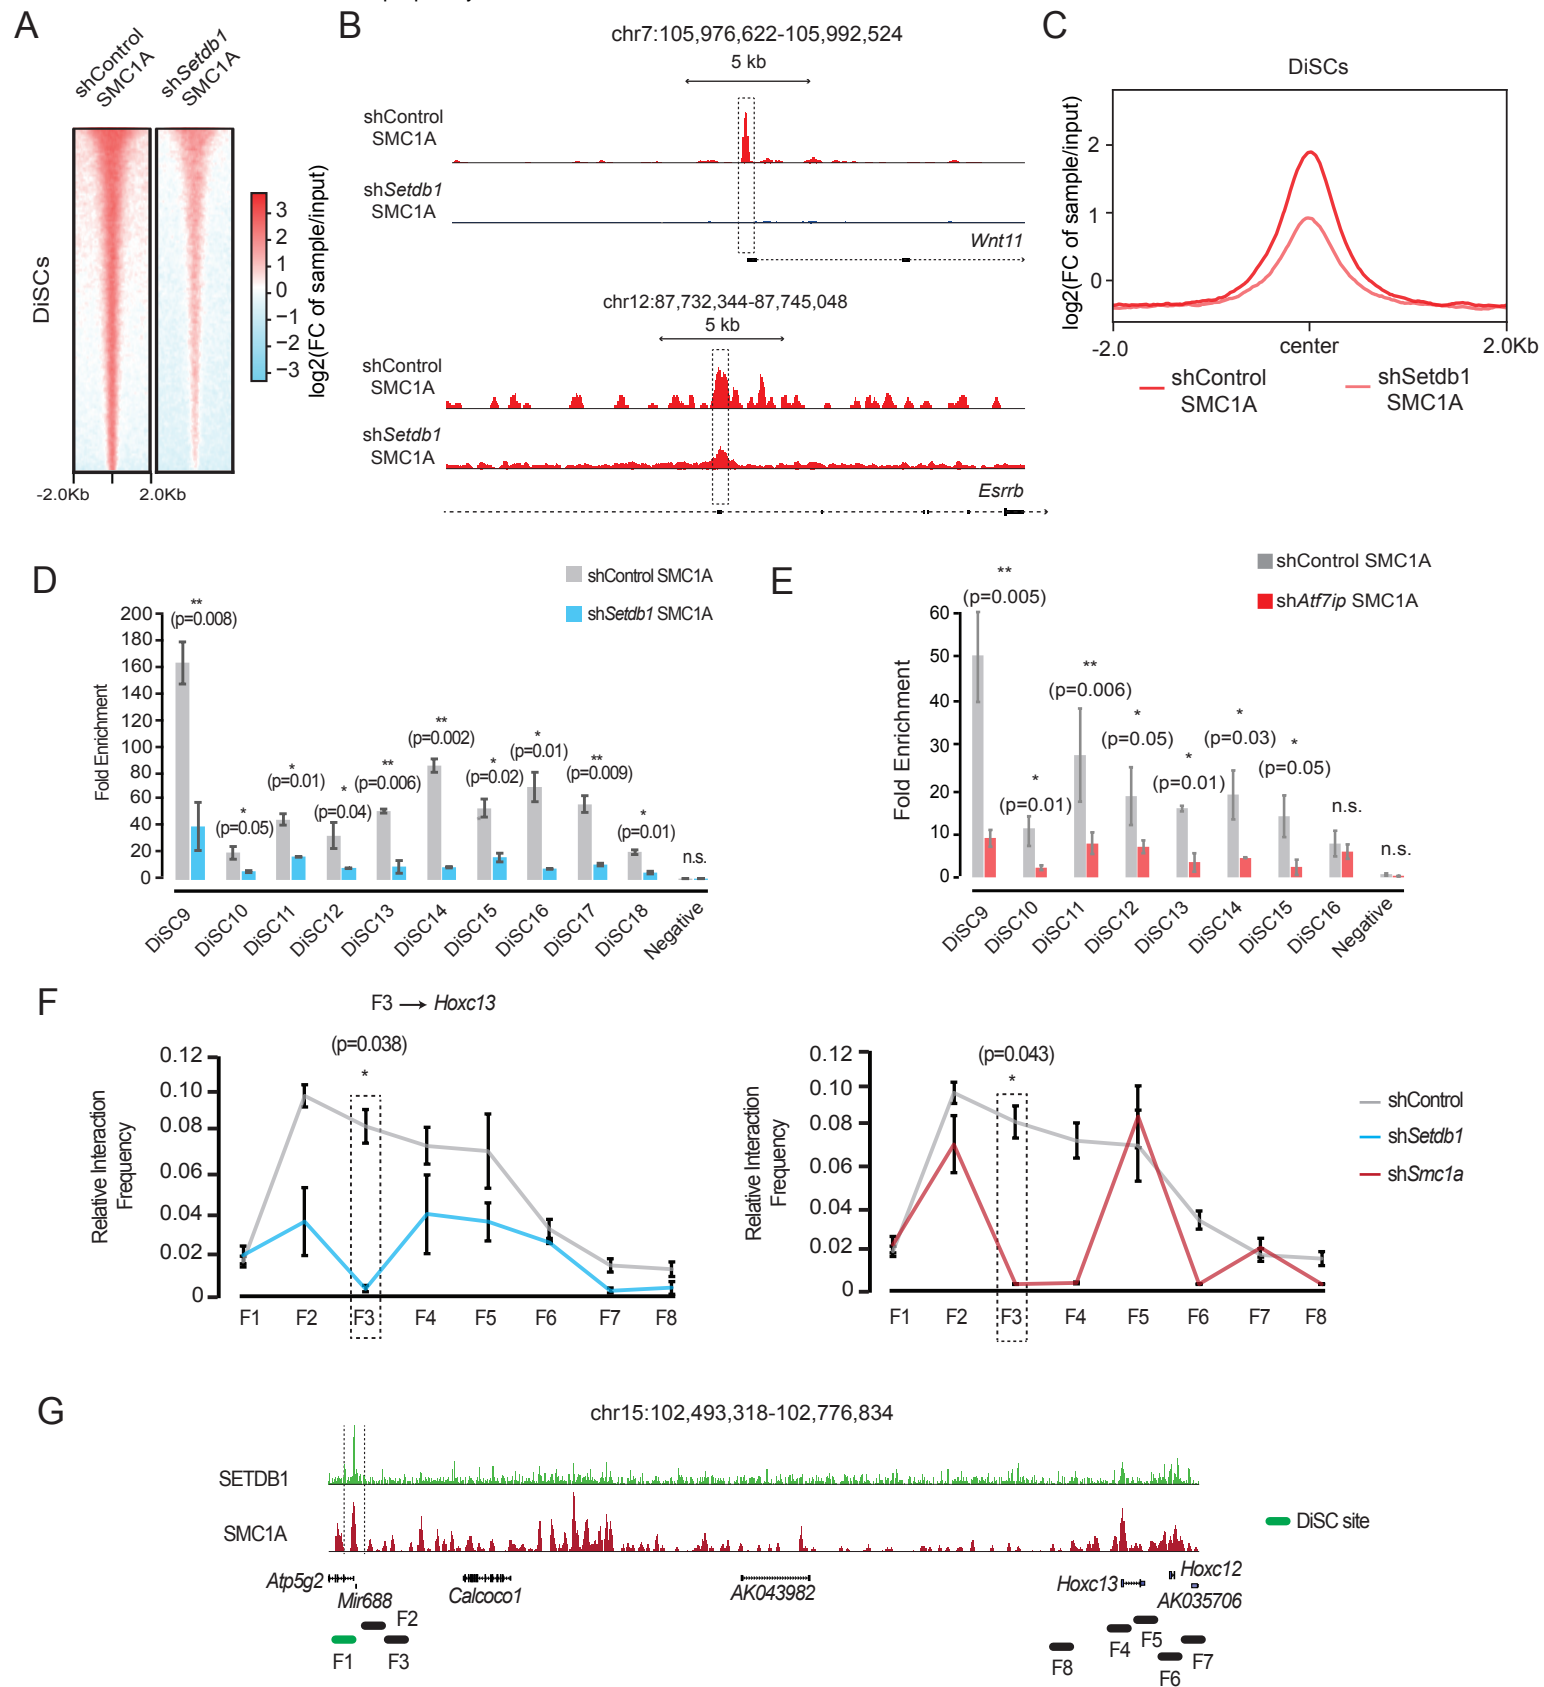 A
shControl
SMC1A
shSetdb1
SMC1A
DiSCs
3
2
1
0
−1
−2
−3
log2(FC of sample/input)
-2.0Kb
2.0Kb
B
chr7:105,976,622-105,992,524
5 kb
shControl
SMC1A
shSetdb1
SMC1A
Wnt11
chr12:87,732,344-87,745,048
5 kb
shControl
SMC1A
shSetdb1
SMC1A
Esrrb
C
DiSCs
log2(FC of sample/input)
2
1
0
-2.0
center
2.0Kb
shControl
SMC1A
shSetdb1
SMC1A
D
shControl SMC1A
shSetdb1 SMC1A
Fold Enrichment
200
180
160
140
120
100
80
60
40
20
0
**
(p=0.008)
*
(p=0.05)
*
(p=0.01)
*
(p=0.04)
**
(p=0.006)
**
(p=0.002)
*
(p=0.02)
*
(p=0.01)
**
(p=0.009)
*
(p=0.01)
n.s.
DiSC9
DiSC10
DiSC11
DiSC12
DiSC13
DiSC14
DiSC15
DiSC16
DiSC17
DiSC18
Negative
E
shControl SMC1A
shAtf7ip SMC1A
Fold Enrichment
60
50
40
30
20
10
0
**
(p=0.005)
*
(p=0.01)
**
(p=0.006)
*
(p=0.05)
*
(p=0.01)
*
(p=0.03)
*
(p=0.05)
n.s.
n.s.
DiSC9
DiSC10
DiSC11
DiSC12
DiSC13
DiSC14
DiSC15
DiSC16
Negative
F
F3 → Hoxc13
(p=0.038)
*
Relative Interaction
Frequency
0.12
0.10
0.08
0.06
0.04
0.02
0
F1 F2 F3 F4 F5 F6 F7 F8
(p=0.043)
*
Relative Interaction
Frequency
0.12
0.10
0.08
0.06
0.04
0.02
0
F1 F2 F3 F4 F5 F6 F7 F8
shControl
shSetdb1
shSmc1a
G
chr15:102,493,318-102,776,834
SETDB1
SMC1A
DiSC site
Atp5g2
Mir688
Calcoco1
AK043982
Hoxc13
Hoxc12
AK035706
F1
F2
F3
F8
F4
F5
F6
F7